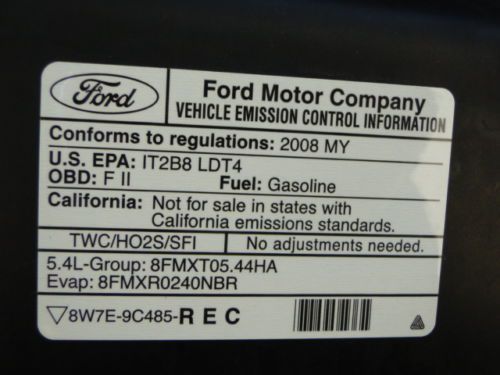 Ford
Ford Motor Company
VEHICLE EMISSION CONTROL INFORMATION
Conforms to regulations: 2008 MY
U.S. EPA: IT2B8 LDT4
OBD: F II Fuel: Gasoline
California: Not for sale in states with
California emissions standards.
TWC/HO2S/SFI No adjustments needed.
5.4L-Group: 8FMXT05.44HA
Evap: 8FMXR0240NBR
▽8W7E-9C485-R E C